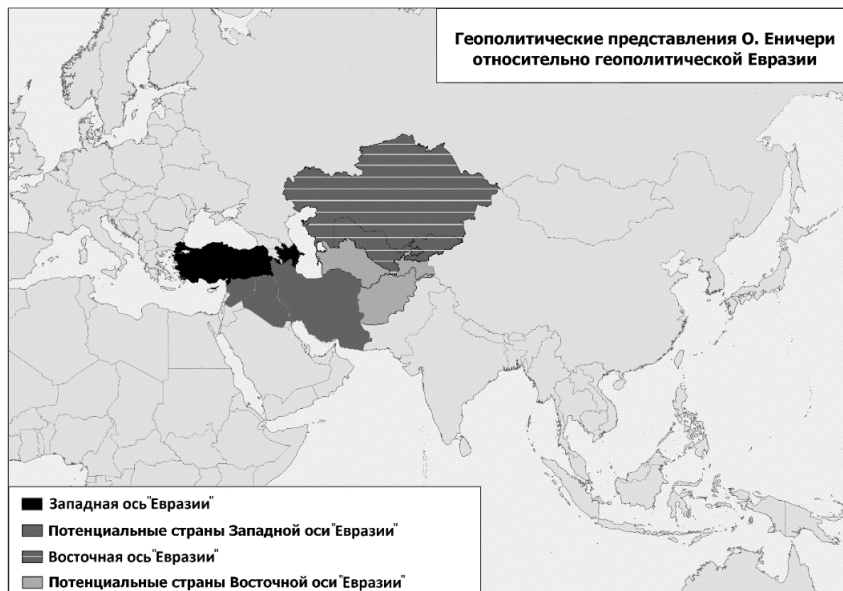 Геополитические представления О. Еничери
относительно геополитической Евразии
Западная ось "Евразии"
Потенциальные страны Западной оси "Евразии"
Восточная ось "Евразии"
Потенциальные страны Восточной оси "Евразии"